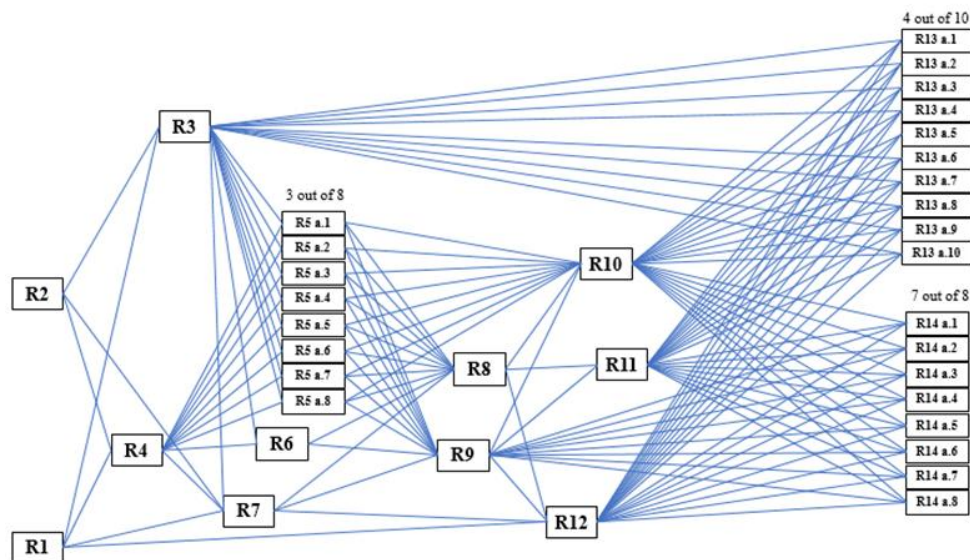 4 out of 10
R13 a.1
R13 a.2
R13 a.3
R13 a.4
R13 a.5
R13 a.6
R13 a.7
R13 a.8
R13 a.9
R13 a.10
R3
3 out of 8
R5 a.1
R5 a.2
R5 a.3
R5 a.4
R5 a.5
R5 a.6
R5 a.7
R5 a.8
R2
R10
7 out of 8
R14 a.1
R14 a.2
R14 a.3
R14 a.4
R14 a.5
R14 a.6
R14 a.7
R14 a.8
R8
R11
R4
R6
R9
R7
R12
R1